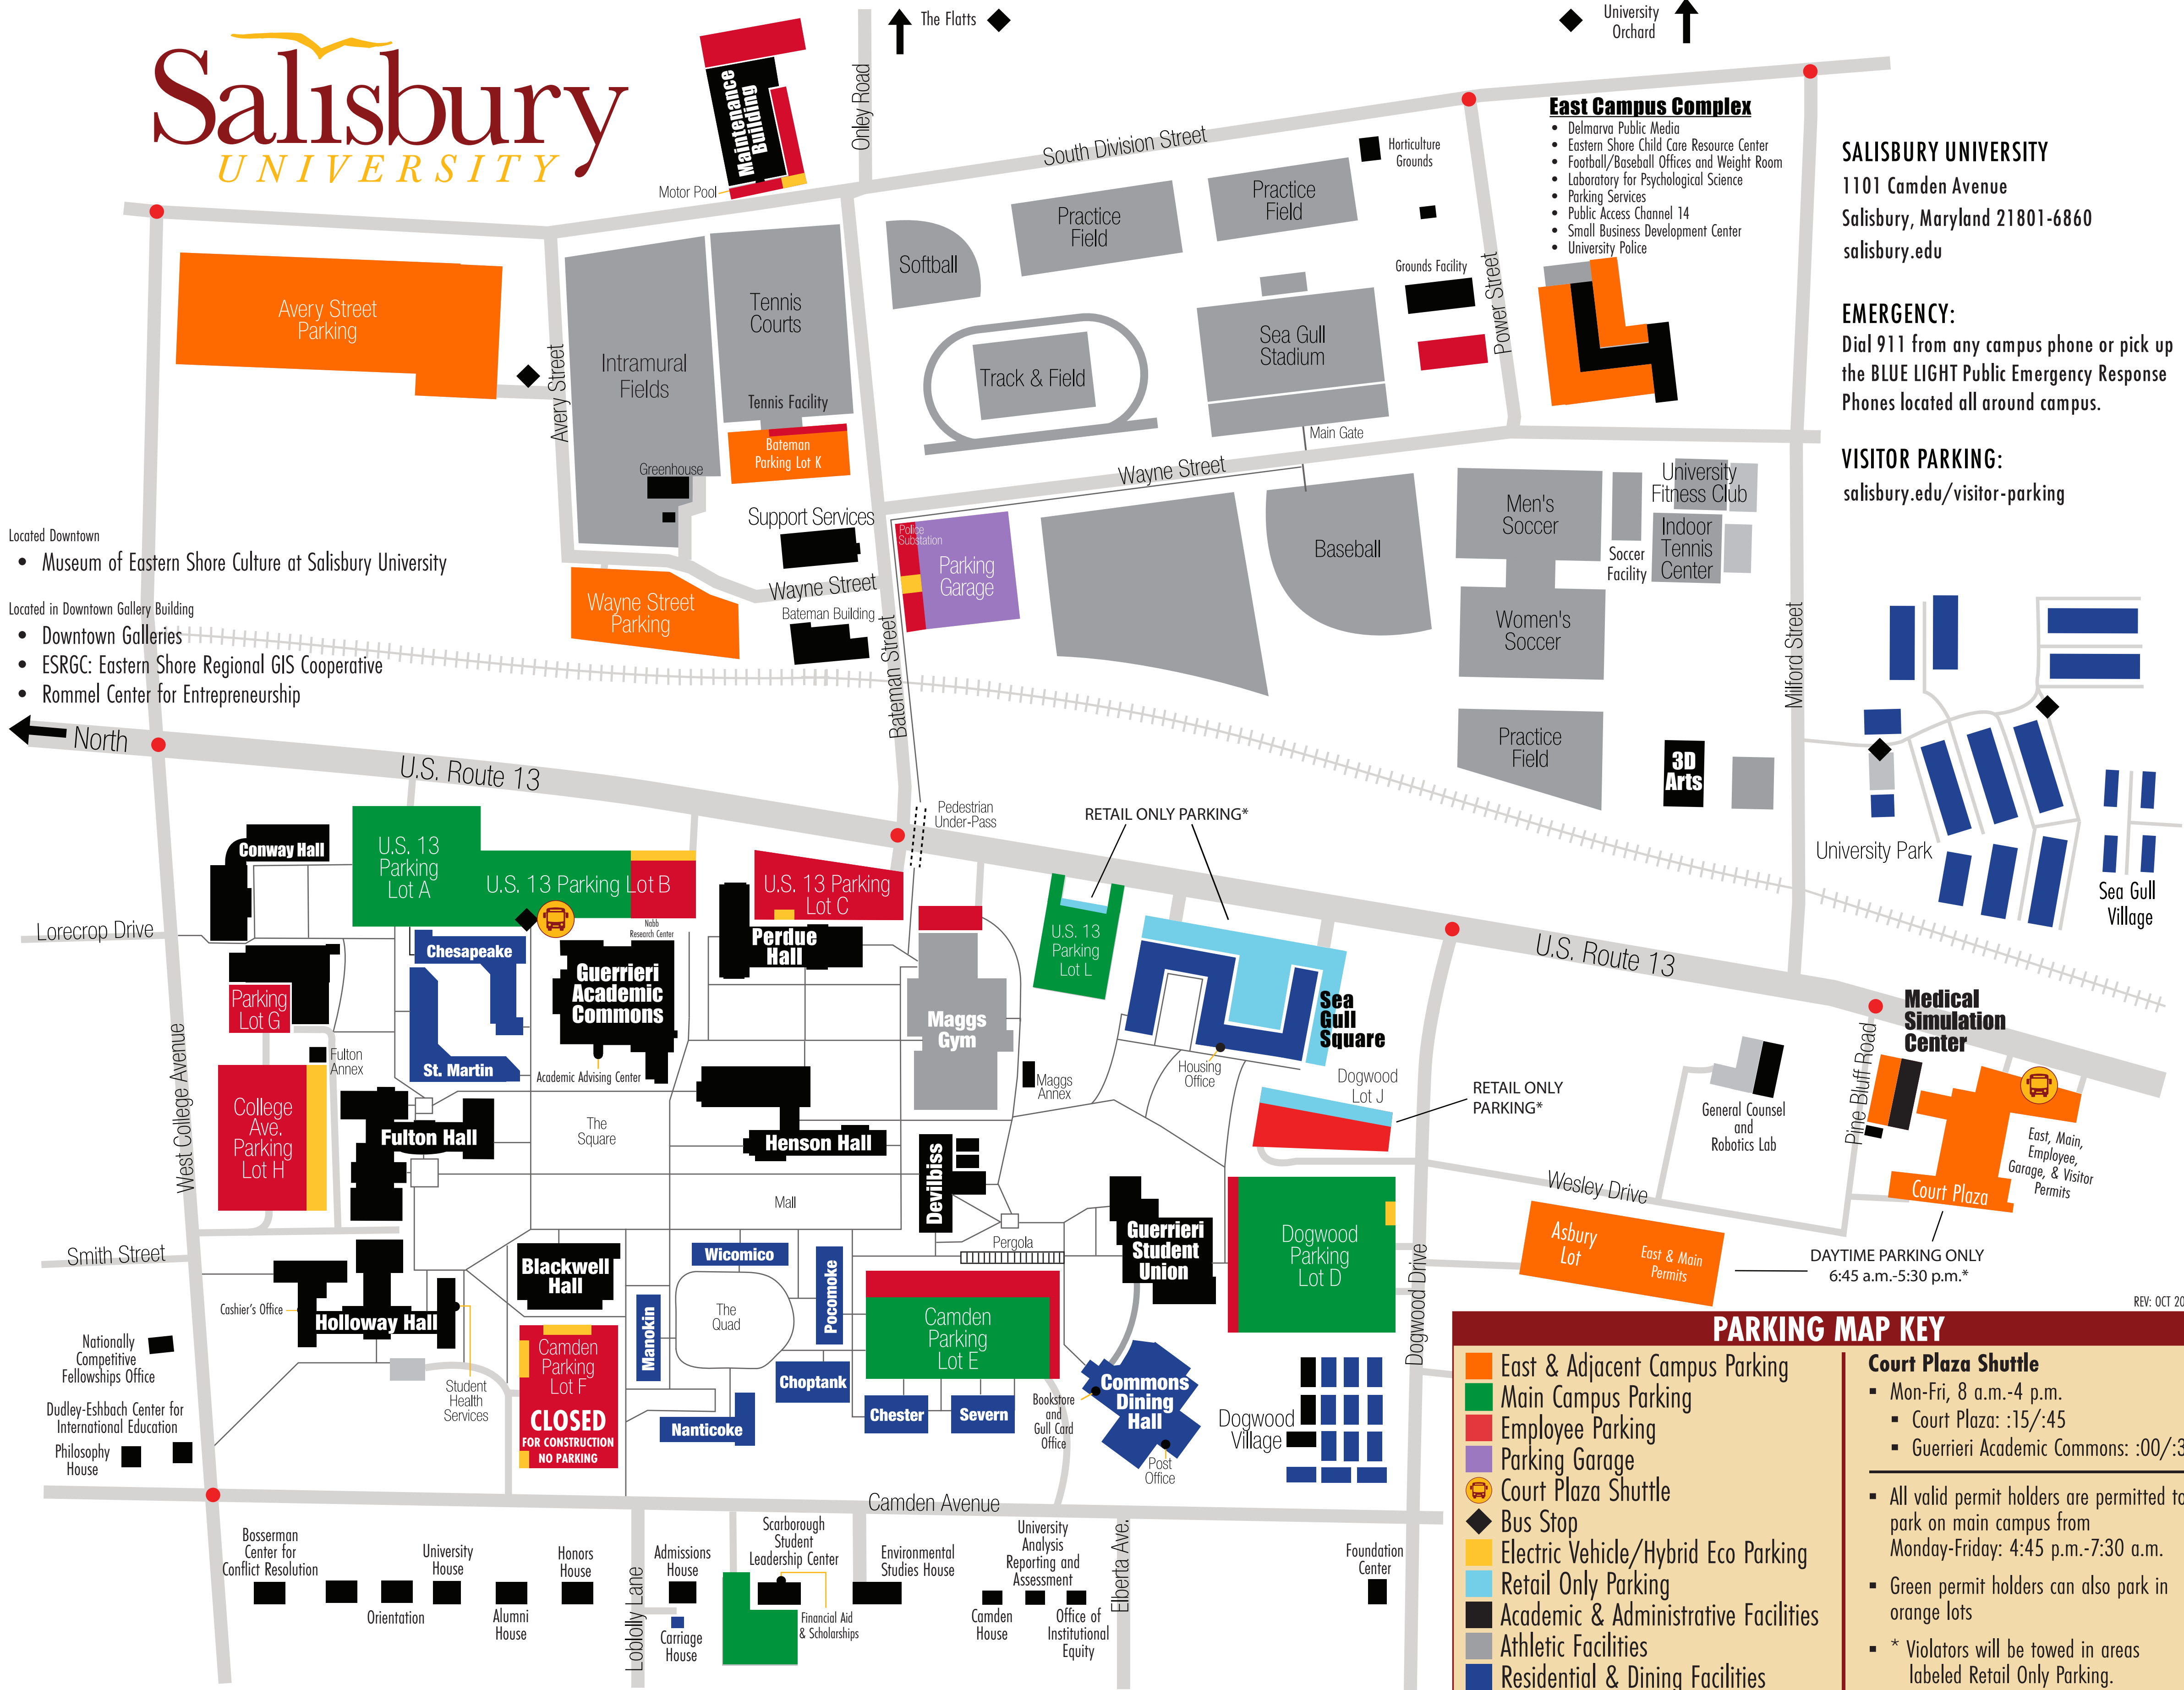 Salisbury
UNIVERSITY
The Flatts
University
Orchard
Maintenance
Building
Motor Pool
Onley Road
South Division Street
Horticulture
Grounds
East Campus Complex
• Delmarva Public Media
• Eastern Shore Child Care Resource Center
• Football/Baseball Offices and Weight Room
• Laboratory for Psychological Science
• Parking Services
• Public Access Channel 14
• Small Business Development Center
• University Police
SALISBURY UNIVERSITY
1101 Camden Avenue
Salisbury, Maryland 21801-6860
salisbury.edu
EMERGENCY:
Dial 911 from any campus phone or pick up
the BLUE LIGHT Public Emergency Response
Phones located all around campus.
VISITOR PARKING:
salisbury.edu/visitor-parking
Avery Street
Parking
Avery Street
Intramural
Fields
Tennis
Courts
Tennis Facility
Bateman
Parking Lot K
Greenhouse
Softball
Practice
Field
Practice
Field
Track & Field
Sea Gull
Stadium
Grounds Facility
Power Street
Main Gate
Wayne Street
Support Services
Wayne Street
Bateman Building
Wayne Street
Parking
Police
Substation
Parking
Garage
Bateman Street
Baseball
Men's
Soccer
Women's
Soccer
Soccer
Facility
University
Fitness Club
Indoor
Tennis
Center
Practice
Field
3D
Arts
Milford Street
University Park
Sea Gull
Village
Located Downtown
• Museum of Eastern Shore Culture at Salisbury University
Located in Downtown Gallery Building
• Downtown Galleries
• ESRGC: Eastern Shore Regional GIS Cooperative
• Rommel Center for Entrepreneurship
North
U.S. Route 13
Pedestrian
Under-Pass
RETAIL ONLY PARKING*
U.S. Route 13
Conway Hall
U.S. 13
Parking
Lot A
U.S. 13 Parking Lot B
U.S. 13 Parking
Lot C
Nabb
Research Center
Lorecrop Drive
Chesapeake
Guerrieri
Academic
Commons
Perdue
Hall
U.S. 13
Parking
Lot L
Parking
Lot G
Fulton
Annex
St. Martin
Academic Advising Center
Maggs
Gym
Maggs
Annex
Sea
Gull
Square
Housing
Office
Dogwood
Lot J
RETAIL ONLY
PARKING*
Medical
Simulation
Center
General Counsel
and
Robotics Lab
Pine Bluff Road
East, Main,
Employee,
Garage, & Visitor
Permits
Court Plaza
West College Avenue
College
Ave.
Parking
Lot H
Fulton Hall
The
Square
Henson Hall
Devilbiss
Mall
Wesley Drive
Asbury
Lot
East & Main
Permits
DAYTIME PARKING ONLY
6:45 a.m.-5:30 p.m.*
Smith Street
Pergola
Guerrieri
Student
Union
Dogwood
Parking
Lot D
Dogwood Drive
Cashier's Office
Holloway Hall
Blackwell
Hall
Wicomico
Manokin
The
Quad
Pocomoke
Camden
Parking
Lot E
Nationally
Competitive
Fellowships Office
Dudley-Eshbach Center for
International Education
Philosophy
House
Student
Health
Services
Camden
Parking
Lot F
CLOSED
FOR CONSTRUCTION
NO PARKING
Nanticoke
Choptank
Chester
Severn
Bookstore
and
Gull Card
Office
Commons
Dining
Hall
Post
Office
Dogwood
Village
Camden Avenue
Bosserman
Center for
Conflict Resolution
Orientation
University
House
Alumni
House
Honors
House
Loblolly Lane
Admissions
House
Carriage
House
Scarborough
Student
Leadership Center
Financial Aid
& Scholarships
Environmental
Studies House
Camden
House
University
Analysis
Reporting and
Assessment
Office of
Institutional
Equity
Elberta Ave.
Foundation
Center
REV: OCT 20
PARKING MAP KEY
East & Adjacent Campus Parking
Main Campus Parking
Employee Parking
Parking Garage
Court Plaza Shuttle
Bus Stop
Electric Vehicle/Hybrid Eco Parking
Retail Only Parking
Academic & Administrative Facilities
Athletic Facilities
Residential & Dining Facilities
Court Plaza Shuttle
▪ Mon-Fri, 8 a.m.-4 p.m.
▪ Court Plaza: :15/:45
▪ Guerrieri Academic Commons: :00/:3
▪ All valid permit holders are permitted to
park on main campus from
Monday-Friday: 4:45 p.m.-7:30 a.m.
▪ Green permit holders can also park in
orange lots
▪ * Violators will be towed in areas
labeled Retail Only Parking.